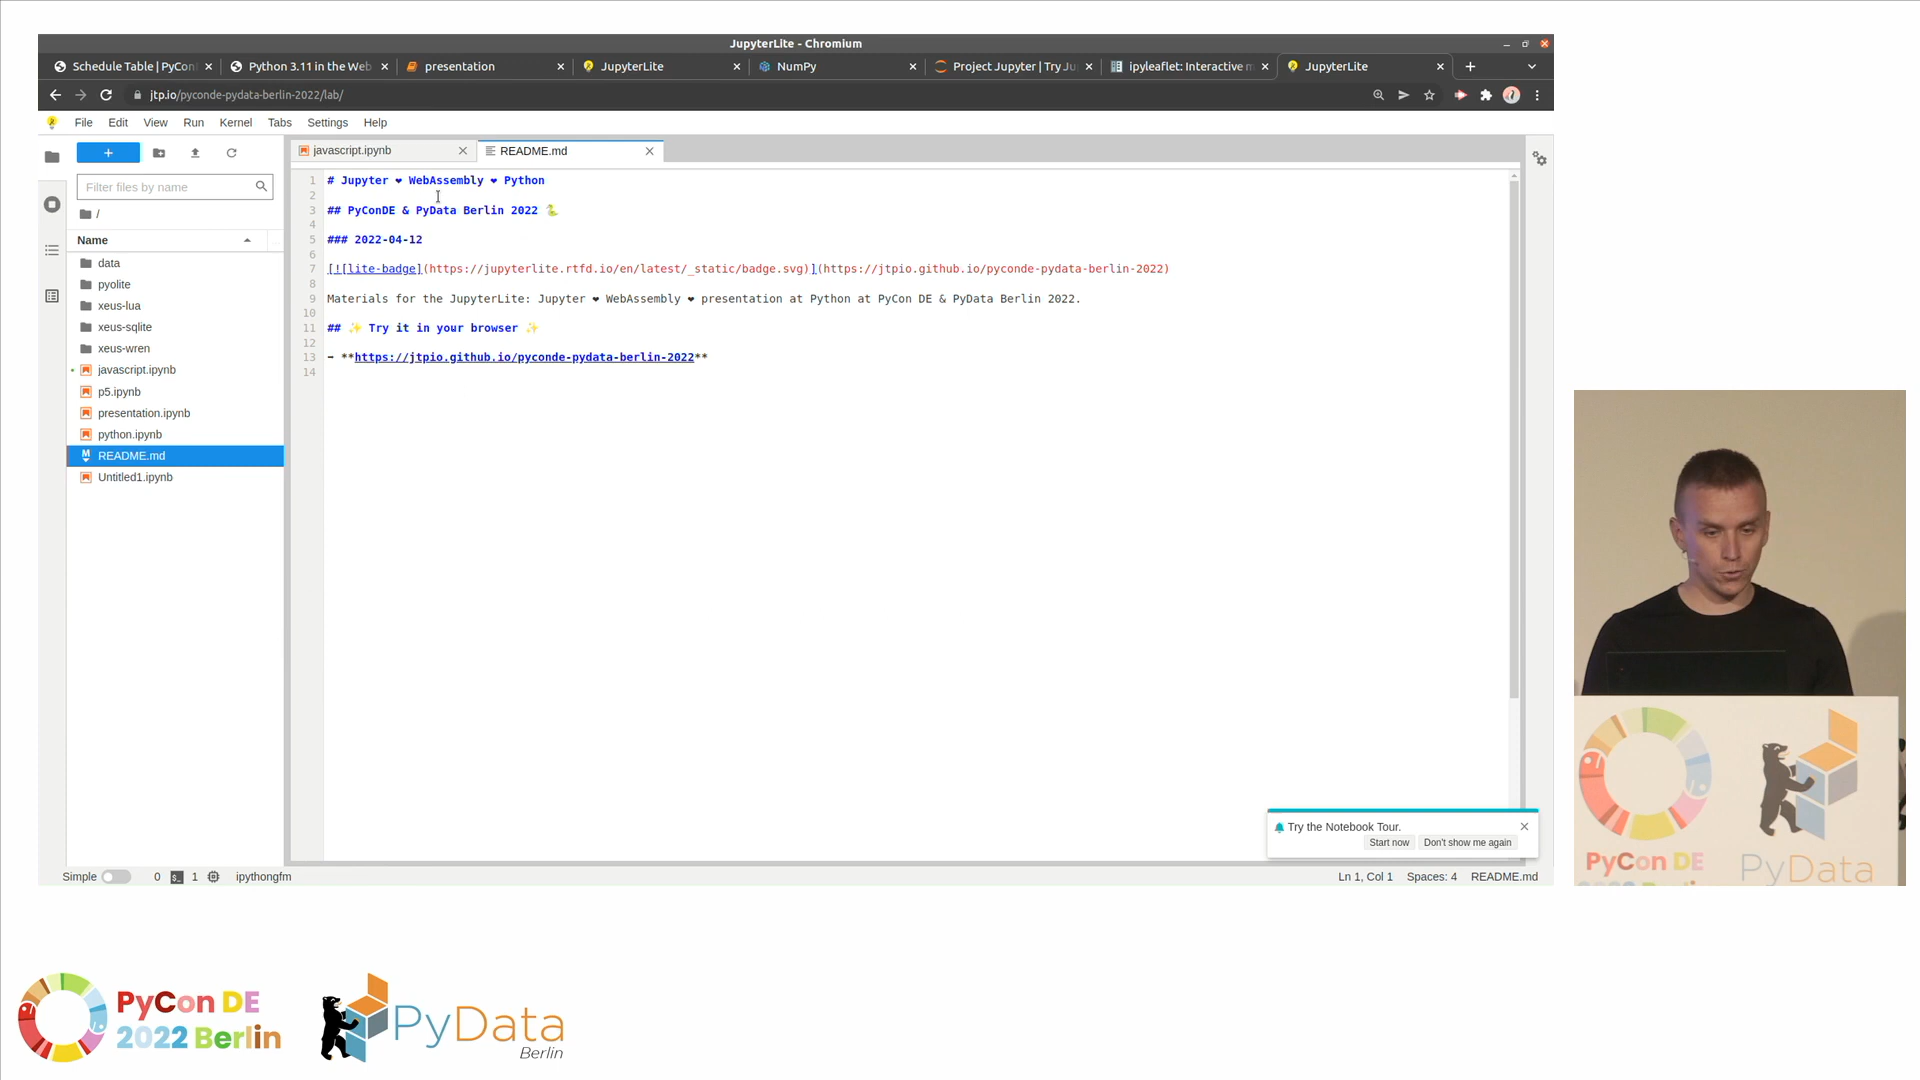 JupyterLite - Chromium
Schedule Table | PyCon
Python 3.11 in the Web
presentation
JupyterLite
NumPy
Project Jupyter | Try Ju
ipyleaflet: Interactive m
JupyterLite
jtp.io/pyconde-pydata-berlin-2022/lab/
File Edit View Run Kernel Tabs Settings Help
javascript.ipynb
README.md
Filter files by name
/
Name
data
pyolite
xeus-lua
xeus-sqlite
xeus-wren
javascript.ipynb
p5.ipynb
presentation.ipynb
python.ipynb
README.md
Untitled1.ipynb
1 # Jupyter ❤ WebAssembly ❤ Python
2
3 ## PyConDE & PyData Berlin 2022 🐍
4
5 ### 2022-04-12
6
7 [![lite-badge](https://jupyterlite.rtfd.io/en/latest/_static/badge.svg)](https://jtpio.github.io/pyconde-pydata-berlin-2022)
8
9 Materials for the JupyterLite: Jupyter ❤ WebAssembly ❤ presentation at Python at PyCon DE & PyData Berlin 2022.
10
11 ## ✨ Try it in your browser ✨
12
13 ➡ **https://jtpio.github.io/pyconde-pydata-berlin-2022**
14
Try the Notebook Tour.
Start now Don't show me again
Simple 0 1 ipythongfm
Ln 1, Col 1 Spaces: 4 README.md
PyCon DE
PyData
PyCon DE
2022 Berlin
PyData
Berlin